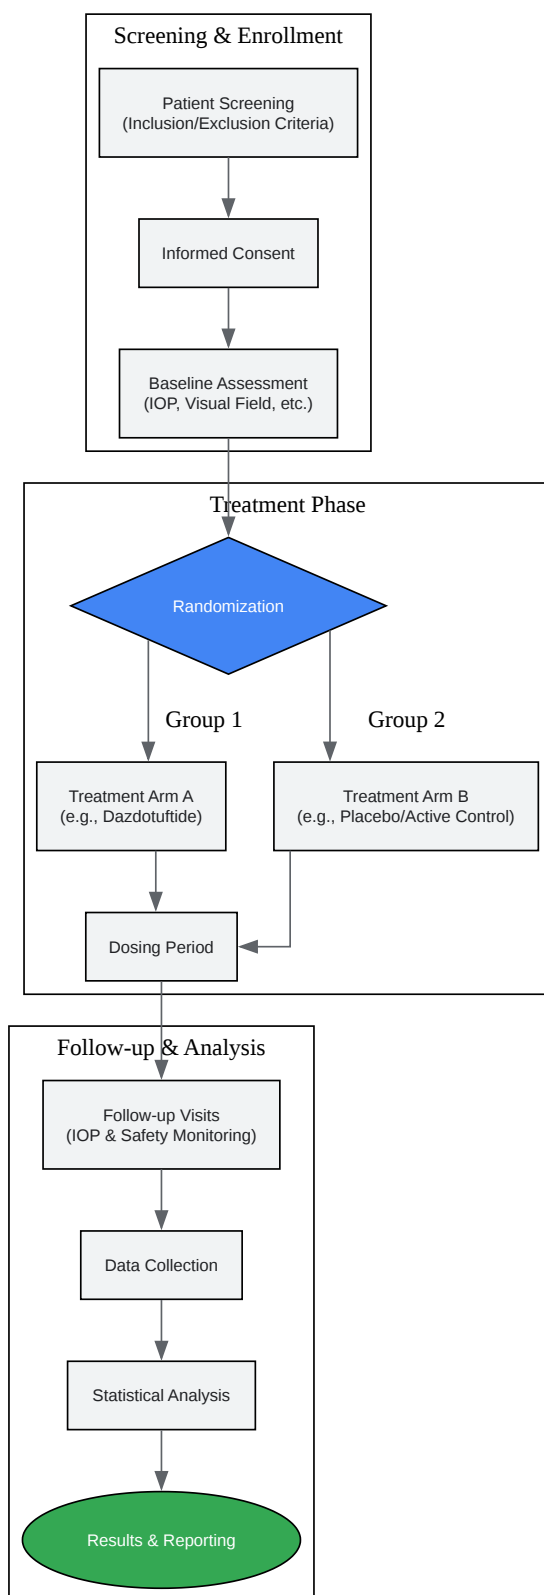 Screening & Enrollment
Patient Screening
(Inclusion/Exclusion Criteria)
Informed Consent
Baseline Assessment
(IOP, Visual Field, etc.)
Treatment Phase
Randomization
Group 1
Group 2
Treatment Arm A
(e.g., Dazdotuftide)
Treatment Arm B
(e.g., Placebo/Active Control)
Dosing Period
Follow-up & Analysis
Follow-up Visits
(IOP & Safety Monitoring)
Data Collection
Statistical Analysis
Results & Reporting